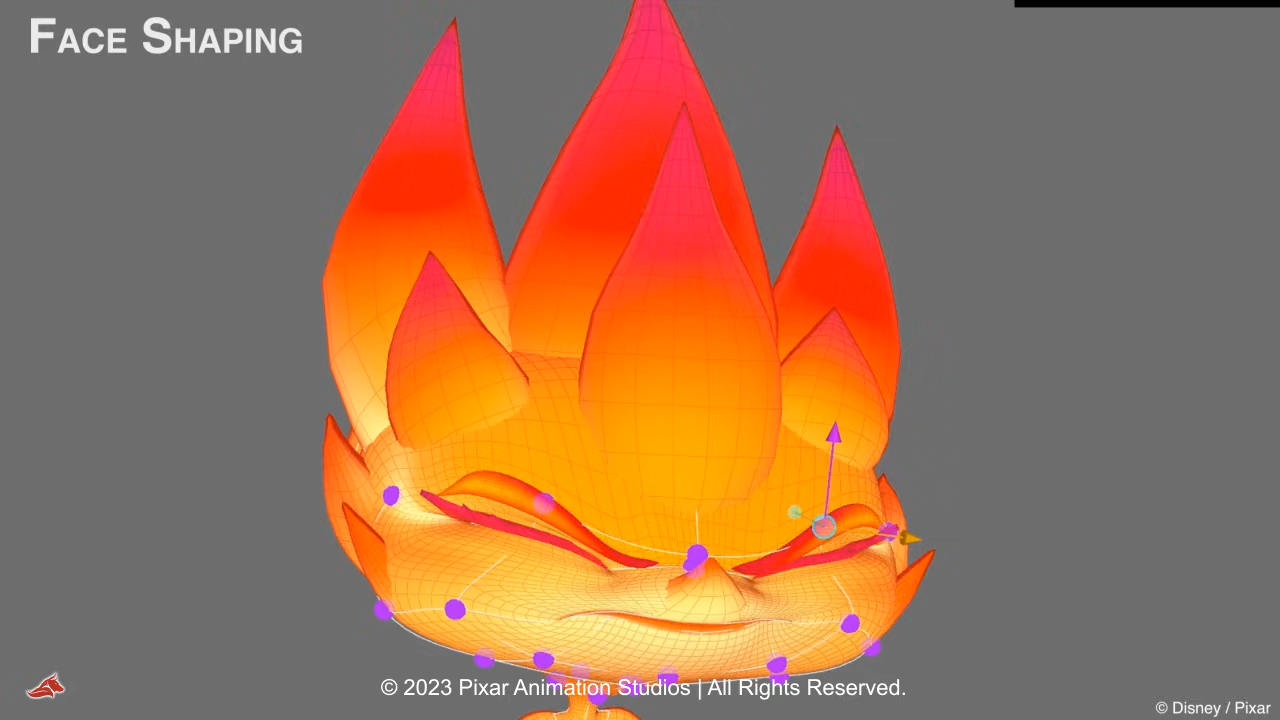 FACE SHAPING
© 2023 Pixar Animation Studios | All Rights Reserved.
© Disney / Pixar